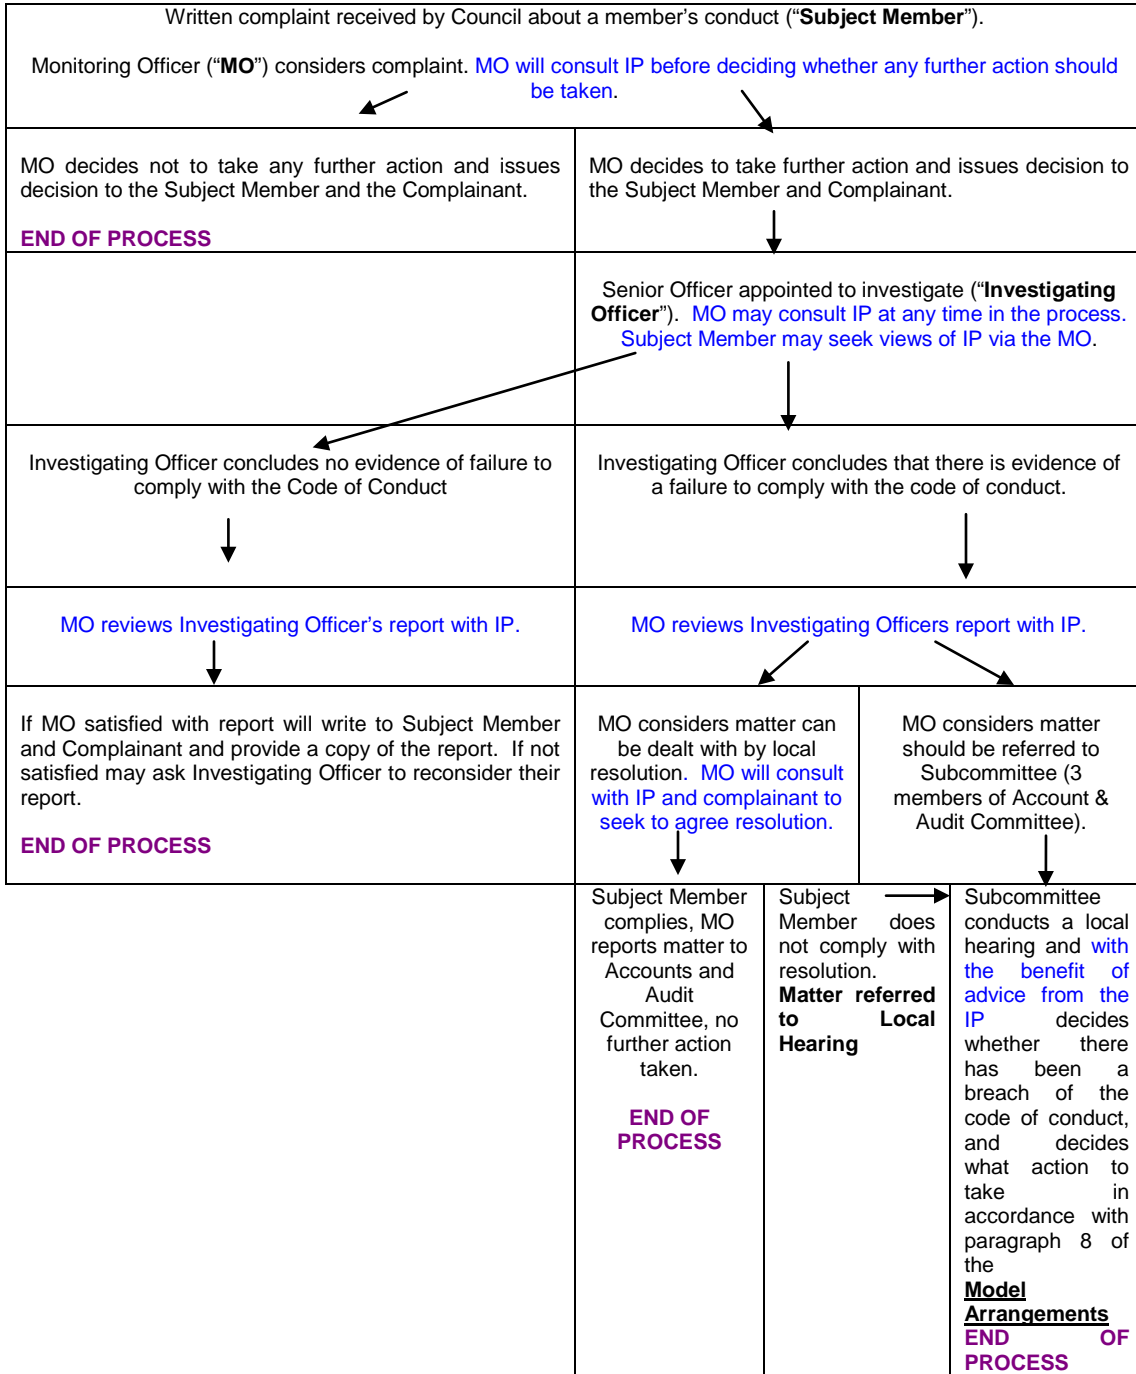 Written complaint received by Council about a member’s conduct (“Subject Member”).
Monitoring Officer (“MO”) considers complaint. MO will consult IP before deciding whether any further action should
be taken.
MO decides not to take any further action and issues
decision to the Subject Member and the Complainant.
END OF PROCESS
MO decides to take further action and issues decision to
the Subject Member and Complainant.
Senior Officer appointed to investigate (“Investigating
Officer”). MO may consult IP at any time in the process.
Subject Member may seek views of IP via the MO.
Investigating Officer concludes no evidence of failure to
comply with the Code of Conduct
Investigating Officer concludes that there is evidence of
a failure to comply with the code of conduct.
MO reviews Investigating Officer’s report with IP.
MO reviews Investigating Officers report with IP.
If MO satisfied with report will write to Subject Member
and Complainant and provide a copy of the report. If not
satisfied may ask Investigating Officer to reconsider their
report.
END OF PROCESS
MO considers matter can
be dealt with by local
resolution. MO will consult
with IP and complainant to
seek to agree resolution.
MO considers matter
should be referred to
Subcommittee (3
members of Account &
Audit Committee).
Subject Member
complies, MO
reports matter to
Accounts and
Audit
Committee, no
further action
taken.
END OF
PROCESS
Subject
Member does
not comply with
resolution.
Matter referred
to Local
Hearing
Subcommittee
conducts a local
hearing and with
the benefit of
advice from the
IP decides
whether there
has been a
breach of the
code of conduct,
and decides
what action to
take in
accordance with
paragraph 8 of
the
Model
Arrangements
END OF
PROCESS